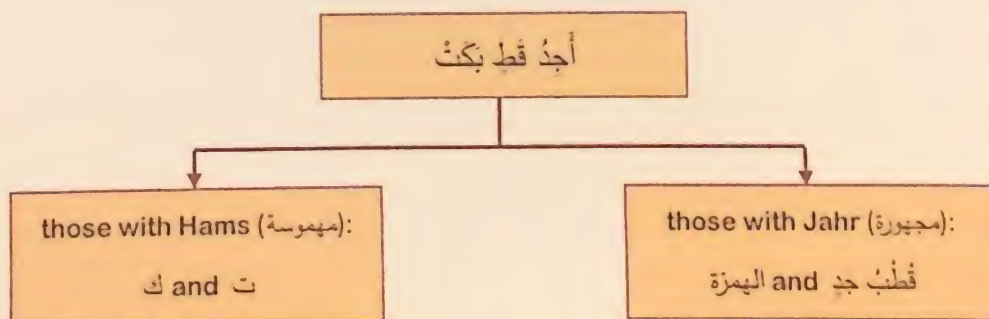 أَجِدُ قَطٍ بَكَتْ
those with Hams (مهموسة):
ك and ت
those with Jahr (مجهورة):
الهمزة and قُطْبُ جدٍ